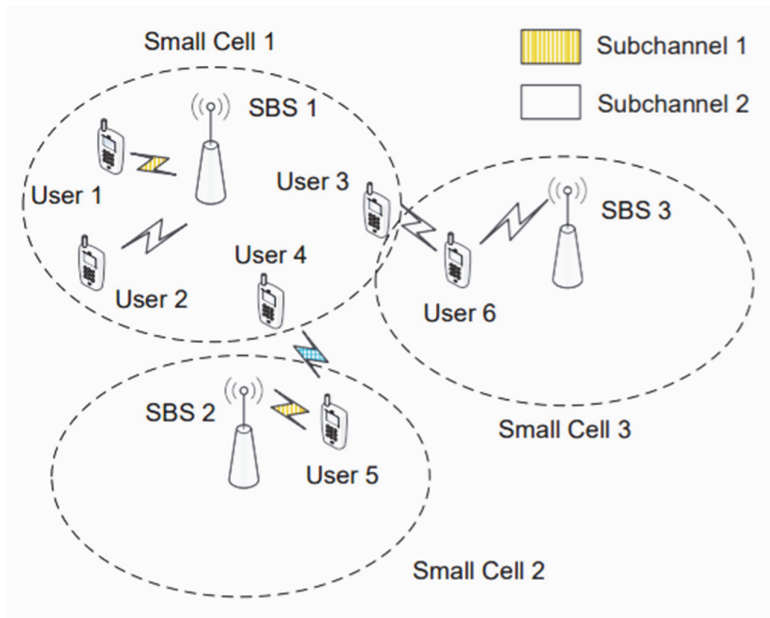 Small Cell 1
Subchannel 1
Subchannel 2
SBS 1
User 1
User 2
User 3
User 4
SBS 3
User 6
Small Cell 3
SBS 2
User 5
Small Cell 2